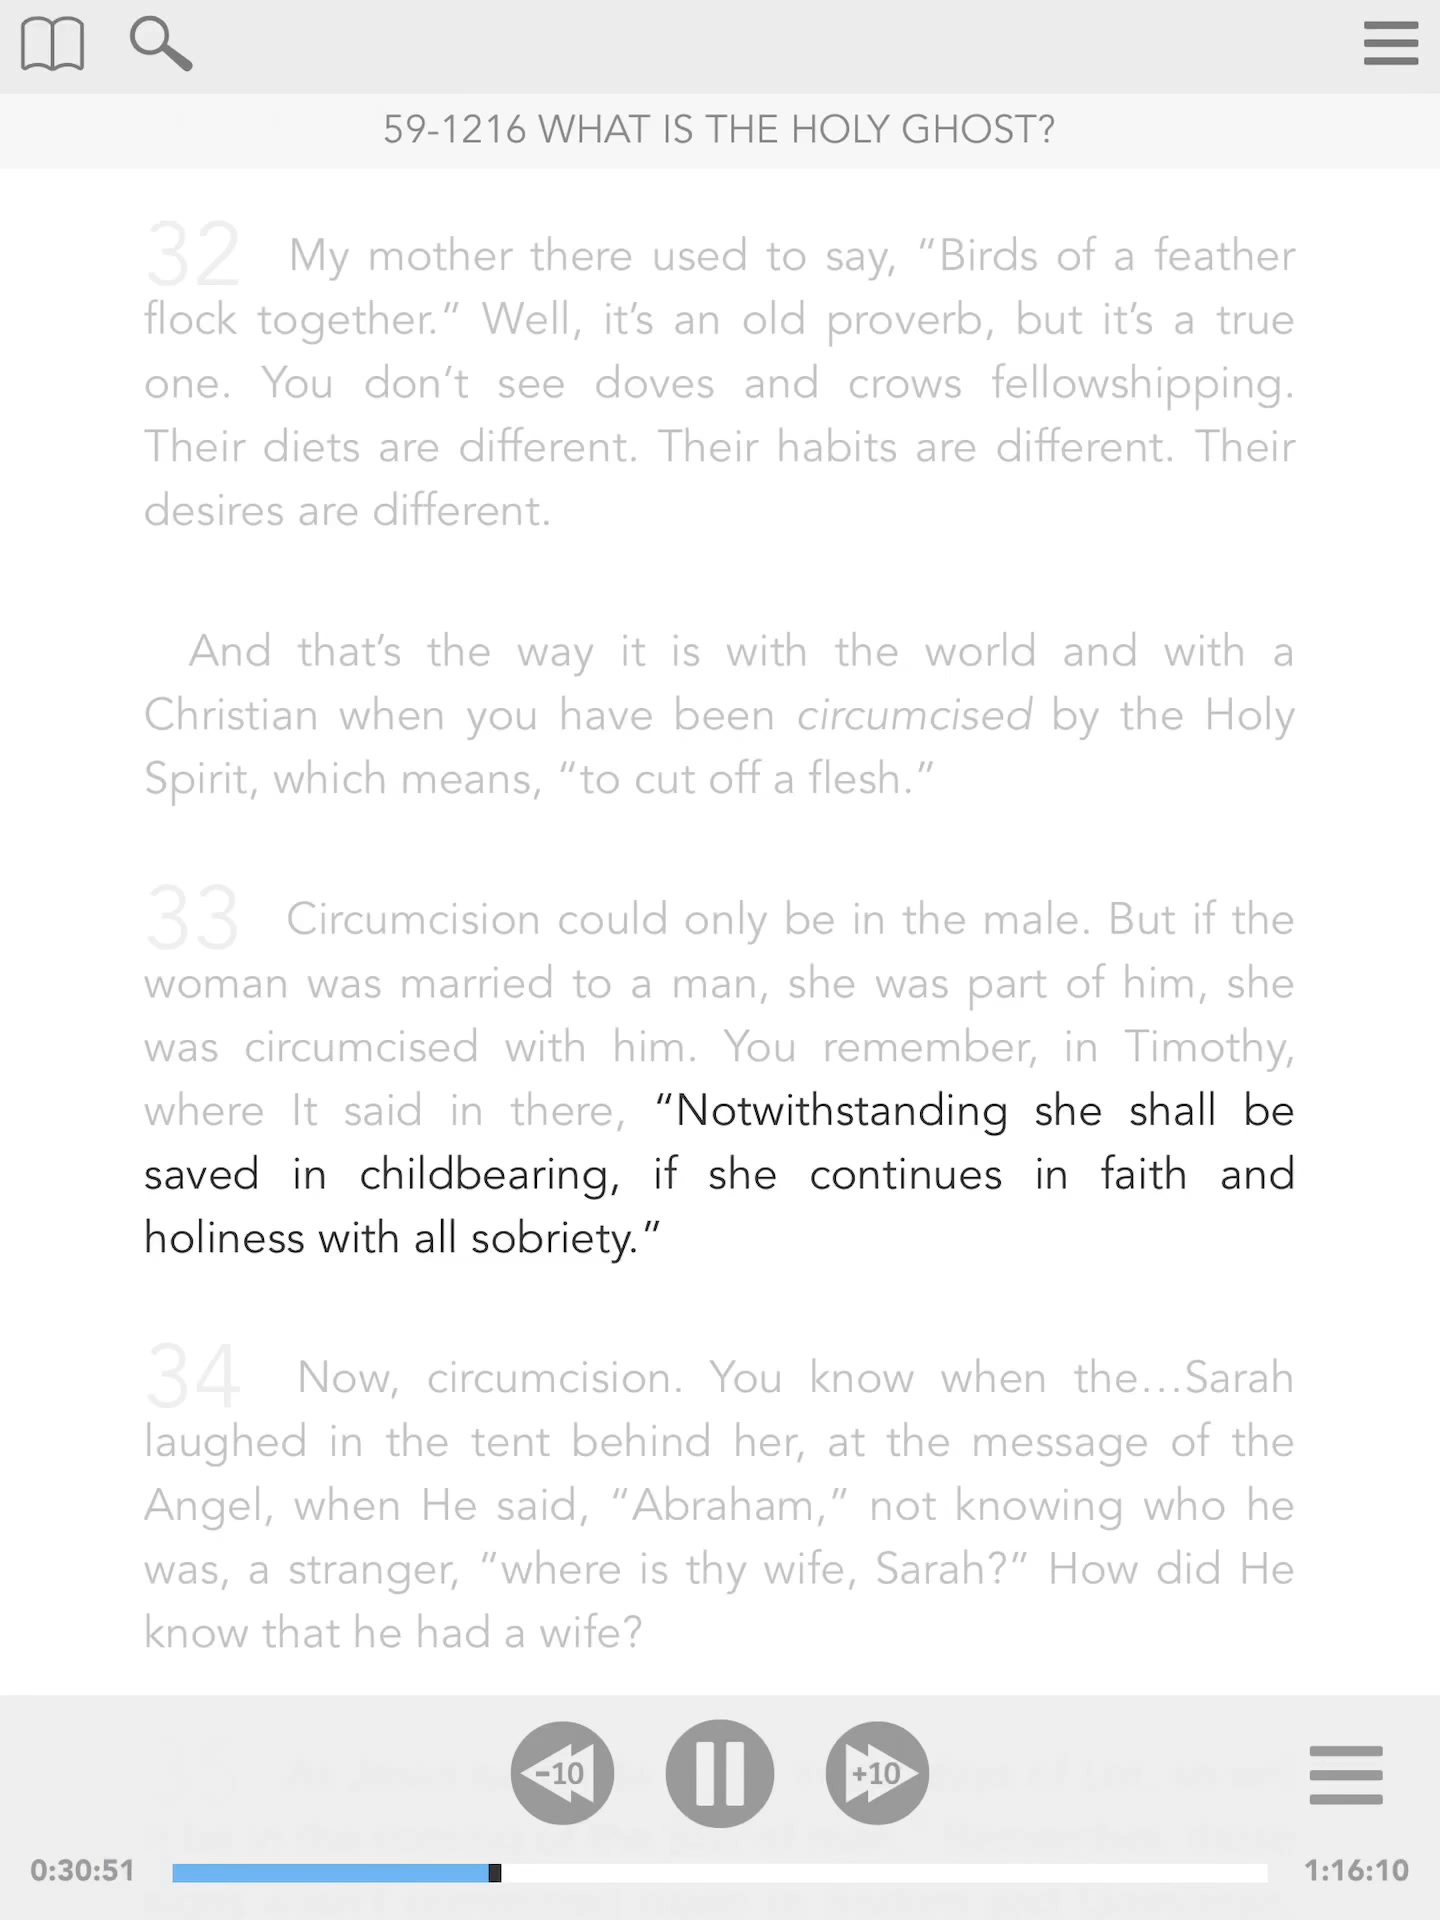 59-1216 WHAT IS THE HOLY GHOST?
32 My mother there used to say, “Birds of a feather
flock together.” Well, it’s an old proverb, but it’s a true
one. You don’t see doves and crows fellowshipping.
Their diets are different. Their habits are different. Their
desires are different.
And that’s the way it is with the world and with a
Christian when you have been circumcised by the Holy
Spirit, which means, “to cut off a flesh.”
33 Circumcision could only be in the male. But if the
woman was married to a man, she was part of him, she
was circumcised with him. You remember, in Timothy,
where It said in there, “Notwithstanding she shall be
saved in childbearing, if she continues in faith and
holiness with all sobriety.”
34 Now, circumcision. You know when the…Sarah
laughed in the tent behind her, at the message of the
Angel, when He said, “Abraham,” not knowing who he
was, a stranger, “where is thy wife, Sarah?” How did He
know that he had a wife?
-10 +10
0:30:51 1:16:10